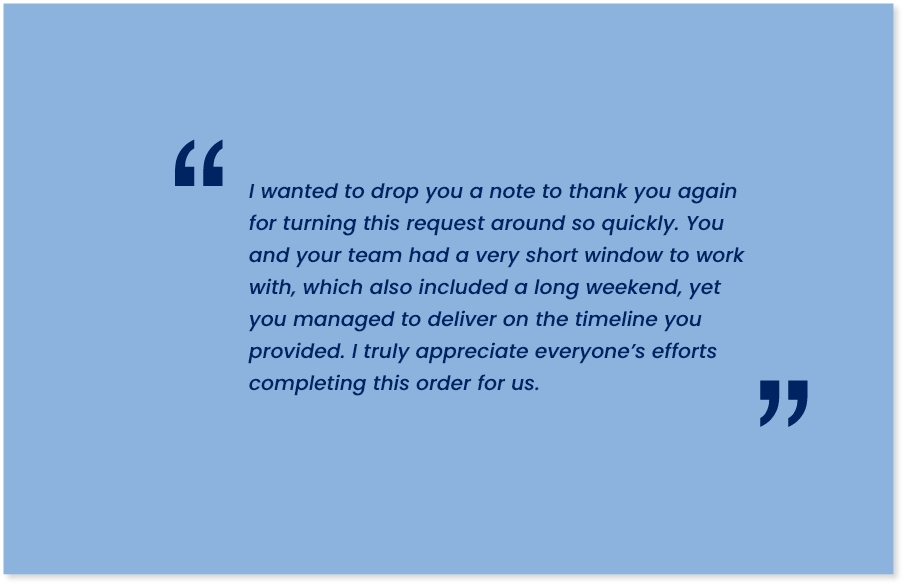 “
I wanted to drop you a note to thank you again
for turning this request around so quickly. You
and your team had a very short window to work
with, which also included a long weekend, yet
you managed to deliver on the timeline you
provided. I truly appreciate everyone’s efforts
completing this order for us.
”